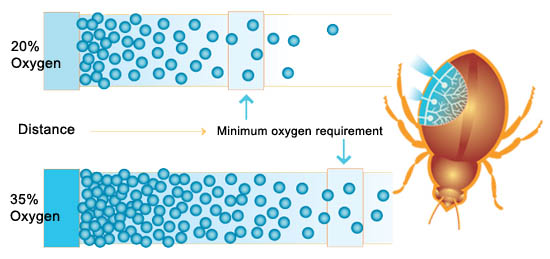 20%
Oxygen
Distance
Minimum oxygen requirement
35%
Oxygen